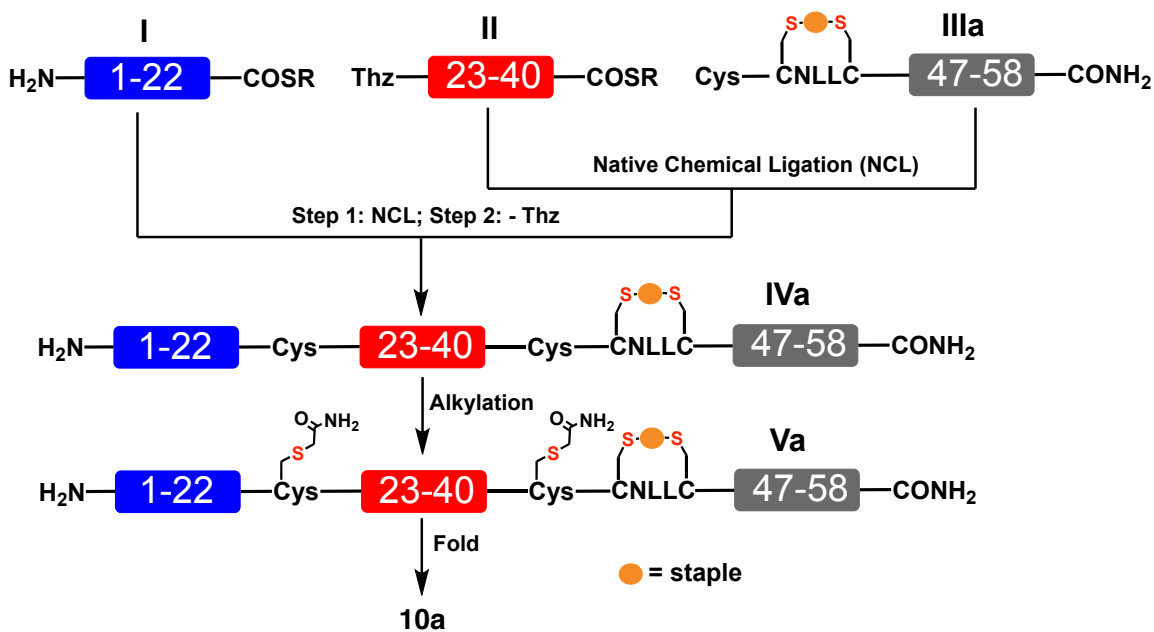 I II IIIa
S S
H₂N 1-22 COSR Thz 23-40 COSR Cys CNLLC 47-58 CONH₂
Native Chemical Ligation (NCL)
Step 1: NCL; Step 2: - Thz
IVa
S S
H₂N 1-22 Cys 23-40 Cys CNLLC 47-58 CONH₂
Alkylation
O NH₂ O NH₂ Va
S S S S
H₂N 1-22 Cys 23-40 Cys CNLLC 47-58 CONH₂
Fold
= staple
10a